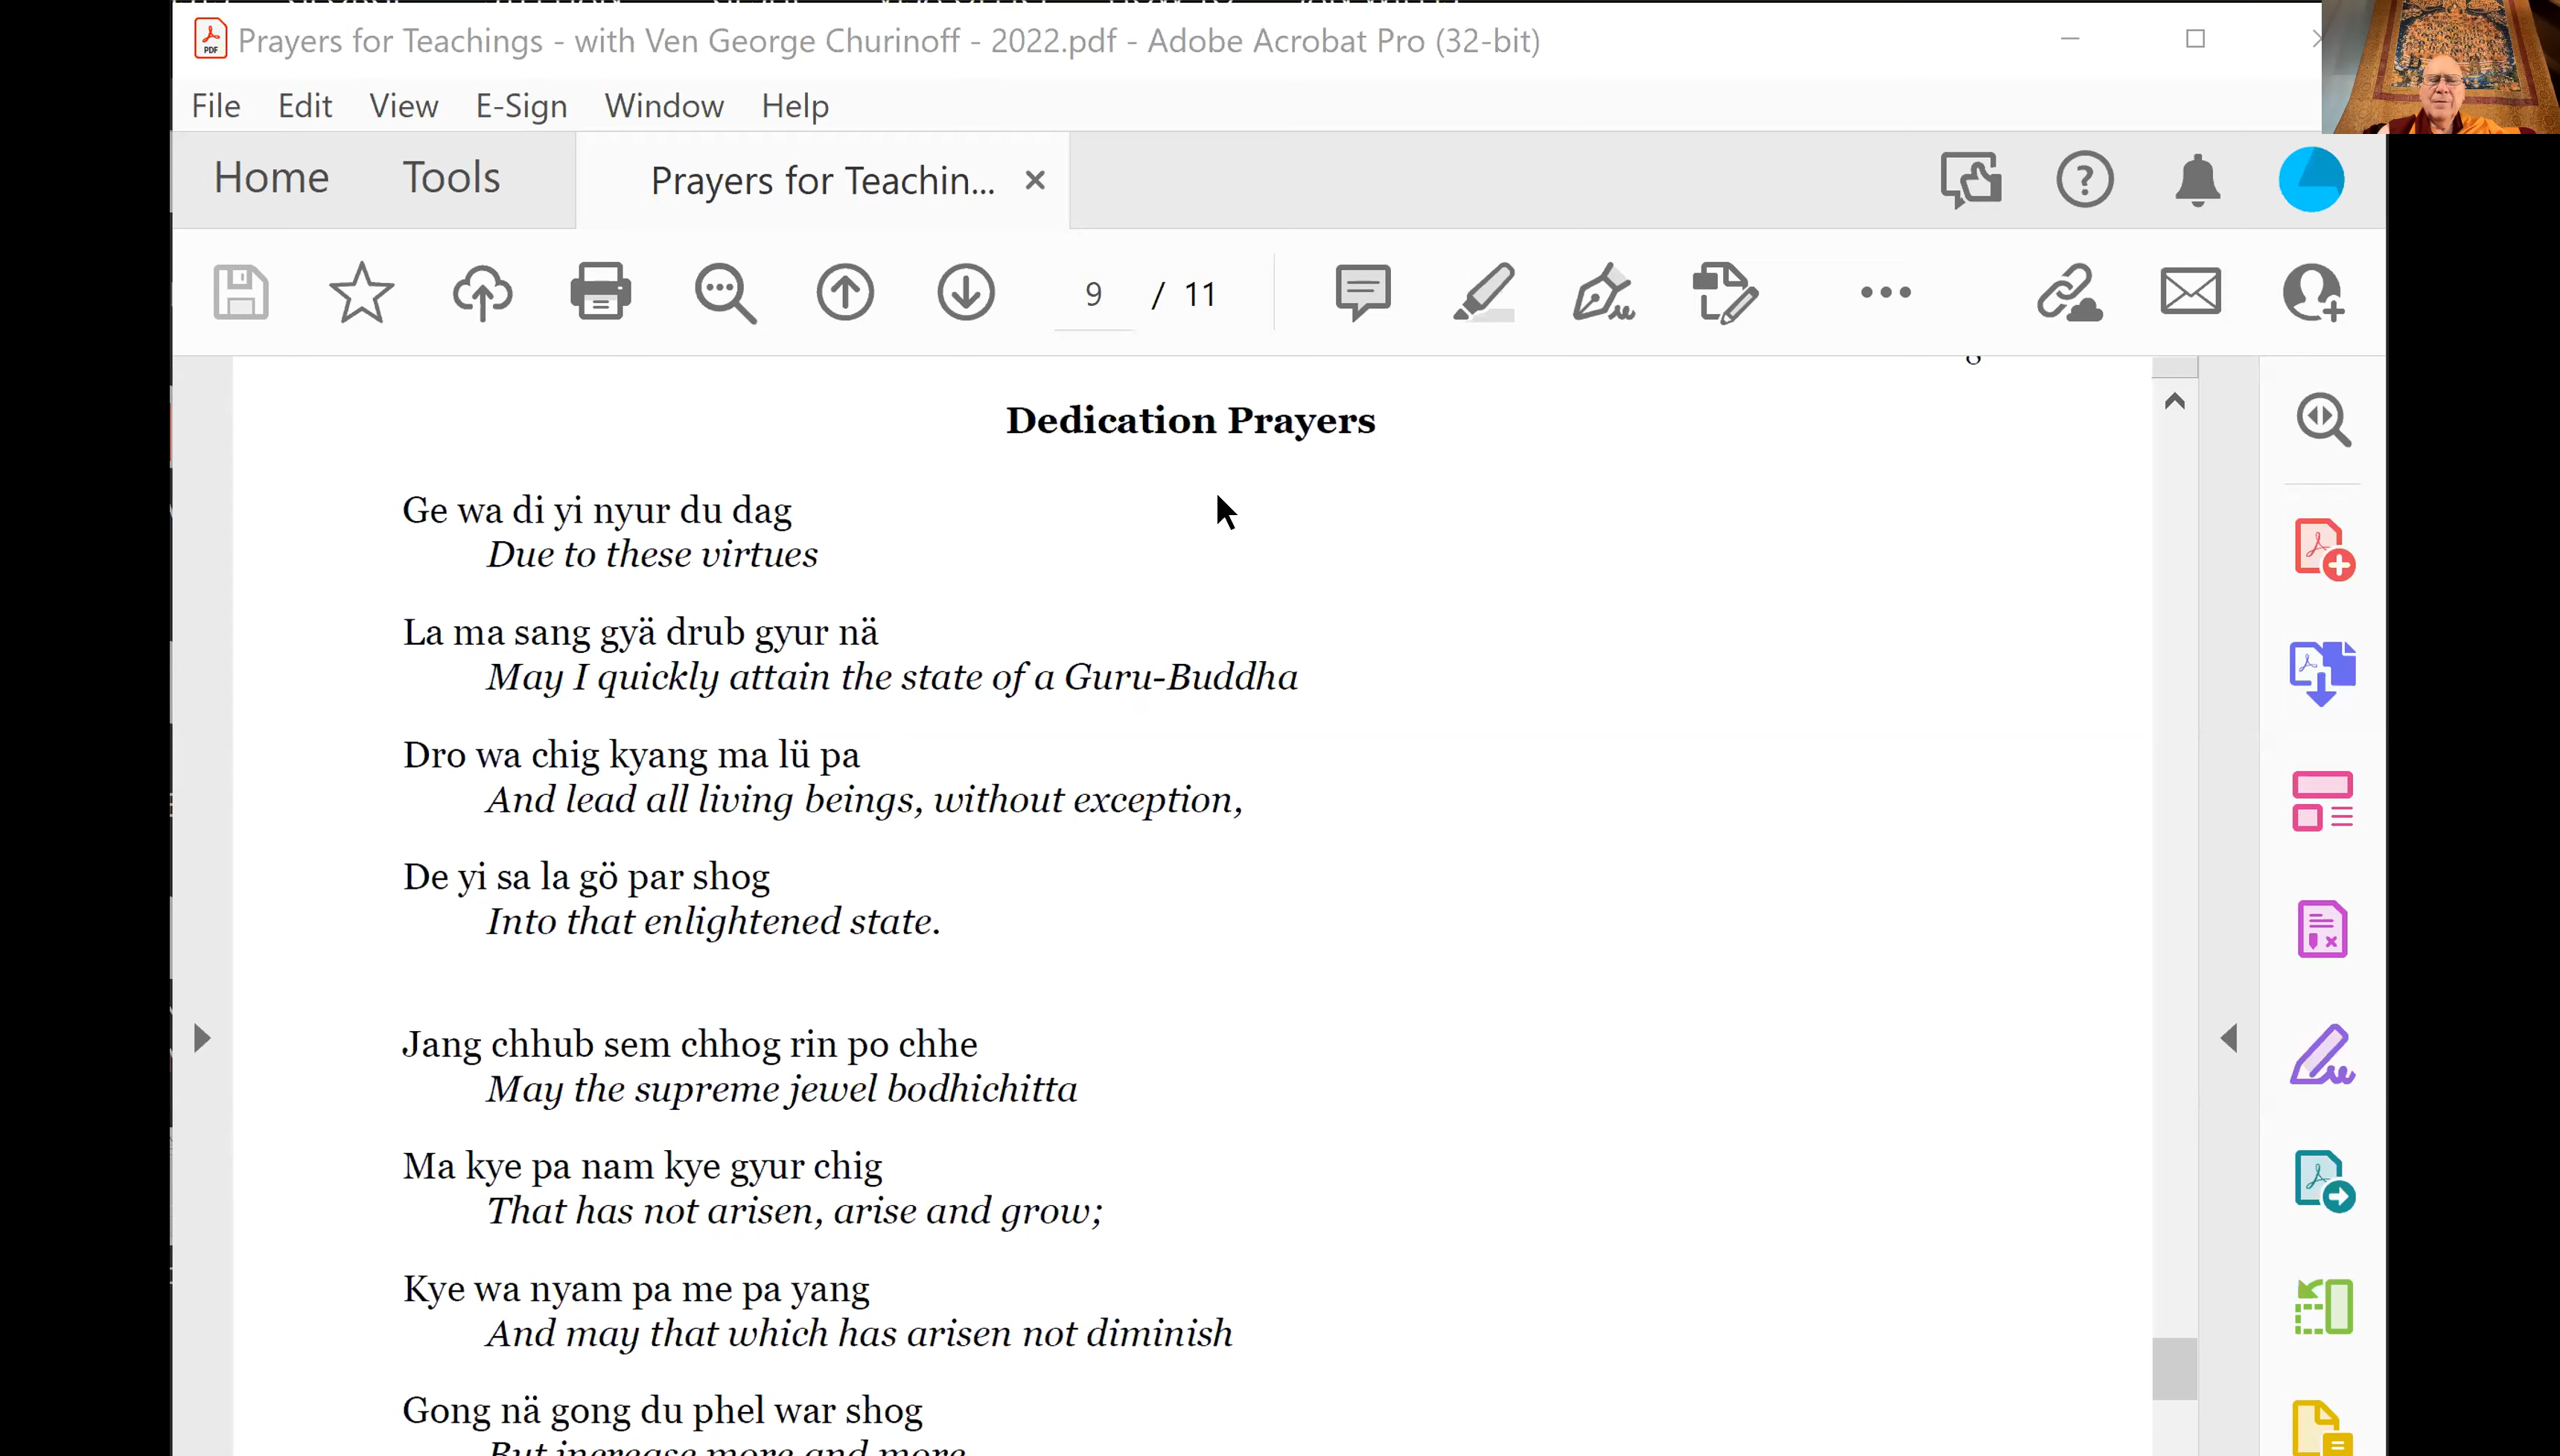 Prayers for Teachings - with Ven George Churinoff - 2022.pdf - Adobe Acrobat Pro (32-bit)
File Edit View E-Sign Window Help
Home Tools Prayers for Teachin...
9 / 11
Dedication Prayers
Ge wa di yi nyur du dag
Due to these virtues
La ma sang gyä drub gyur nä
May I quickly attain the state of a Guru-Buddha
Dro wa chig kyang ma lü pa
And lead all living beings, without exception,
De yi sa la gö par shog
Into that enlightened state.
Jang chhub sem chhog rin po chhe
May the supreme jewel bodhichitta
Ma kye pa nam kye gyur chig
That has not arisen, arise and grow;
Kye wa nyam pa me pa yang
And may that which has arisen not diminish
Gong nä gong du phel war shog
But increase more and more